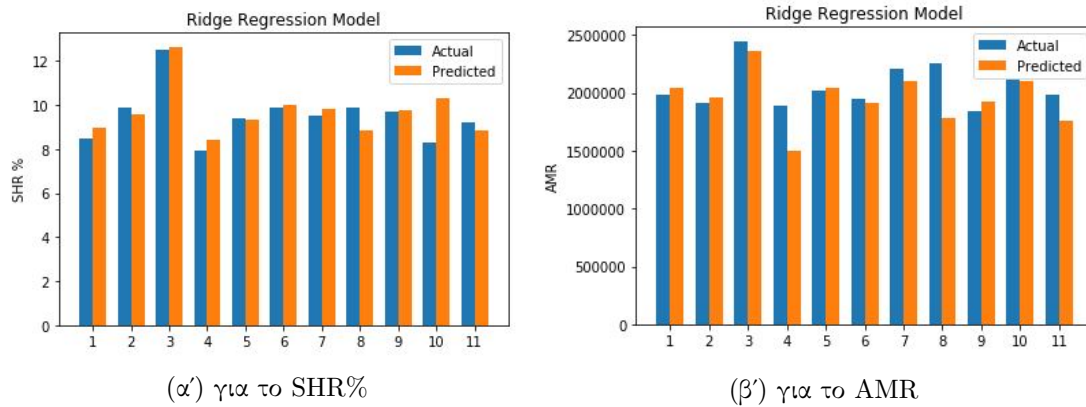 Ridge Regression Model
SHR %
12
10
8
6
4
2
0
Actual
Predicted
1 2 3 4 5 6 7 8 9 10 11
(α΄) για το SHR%
Ridge Regression Model
AMR
2500000
2000000
1500000
1000000
500000
0
Actual
Predicted
1 2 3 4 5 6 7 8 9 10 11
(β΄) για το AMR